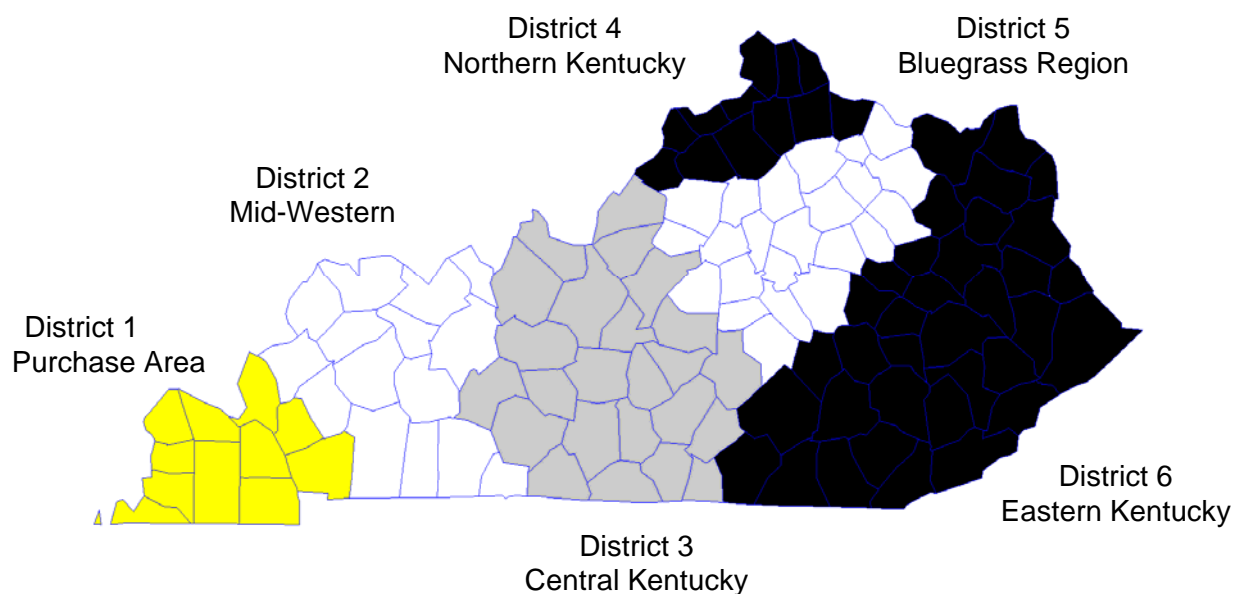 District 4
Northern Kentucky
District 5
Bluegrass Region
District 2
Mid-Western
District 1
Purchase Area
District 6
Eastern Kentucky
District 3
Central Kentucky